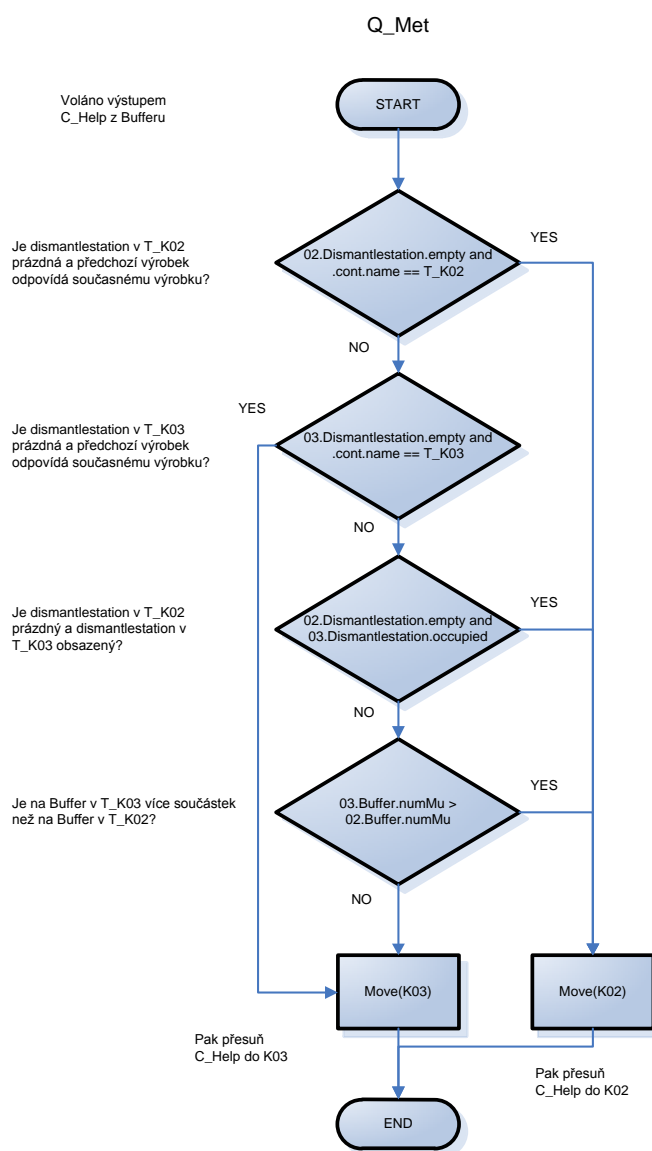 Q_Met
Voláno výstupem
C_Help z Bufferu
START
Je dismantlestation v T_K02
prázdná a předchozí výrobek
odpovídá současnému výrobku?
02.Dismantlestation.empty and
.cont.name == T_K02
YES
NO
YES
Je dismantlestation v T_K03
prázdná a předchozí výrobek
odpovídá současnému výrobku?
03.Dismantlestation.empty and
.cont.name == T_K03
NO
Je dismantlestation v T_K02
prázdný a dismantlestation v
T_K03 obsazený?
02.Dismantlestation.empty and
03.Dismantlestation.occupied
YES
NO
Je na Buffer v T_K03 více součástek
než na Buffer v T_K02?
03.Buffer.numMu >
02.Buffer.numMu
YES
NO
Move(K03)
Move(K02)
Pak přesuň
C_Help do K03
Pak přesuň
C_Help do K02
END